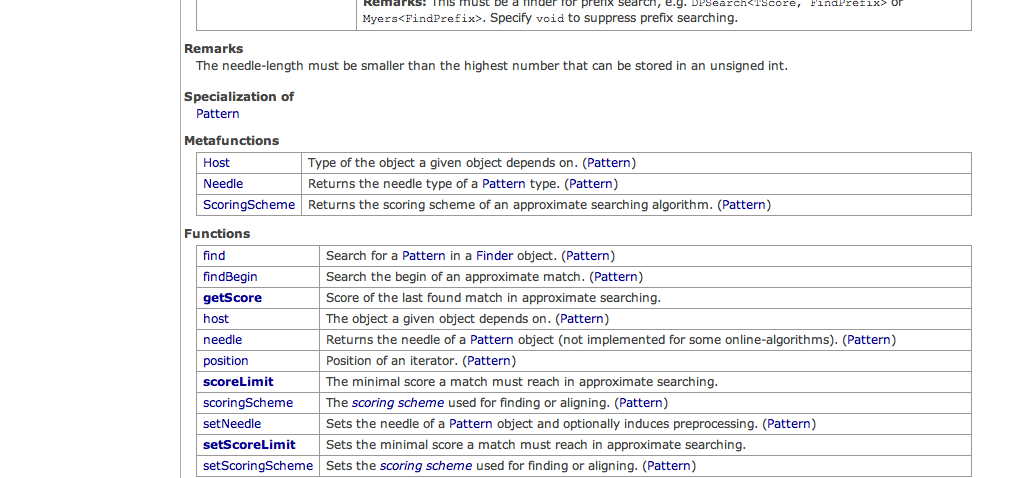 Remarks: This must be a finder for prefix search, e.g. DPSearch<TScore, FindPrefix> or
Myers<FindPrefix>. Specify void to suppress prefix searching.
Remarks
The needle-length must be smaller than the highest number that can be stored in an unsigned int.
Specialization of
Pattern
Metafunctions
Host Type of the object a given object depends on. (Pattern)
Needle Returns the needle type of a Pattern type. (Pattern)
ScoringScheme Returns the scoring scheme of an approximate searching algorithm. (Pattern)
Functions
find Search for a Pattern in a Finder object. (Pattern)
findBegin Search the begin of an approximate match. (Pattern)
getScore Score of the last found match in approximate searching.
host The object a given object depends on. (Pattern)
needle Returns the needle of a Pattern object (not implemented for some online-algorithms). (Pattern)
position Position of an iterator. (Pattern)
scoreLimit The minimal score a match must reach in approximate searching.
scoringScheme The scoring scheme used for finding or aligning. (Pattern)
setNeedle Sets the needle of a Pattern object and optionally induces preprocessing. (Pattern)
setScoreLimit Sets the minimal score a match must reach in approximate searching.
setScoringScheme Sets the scoring scheme used for finding or aligning. (Pattern)